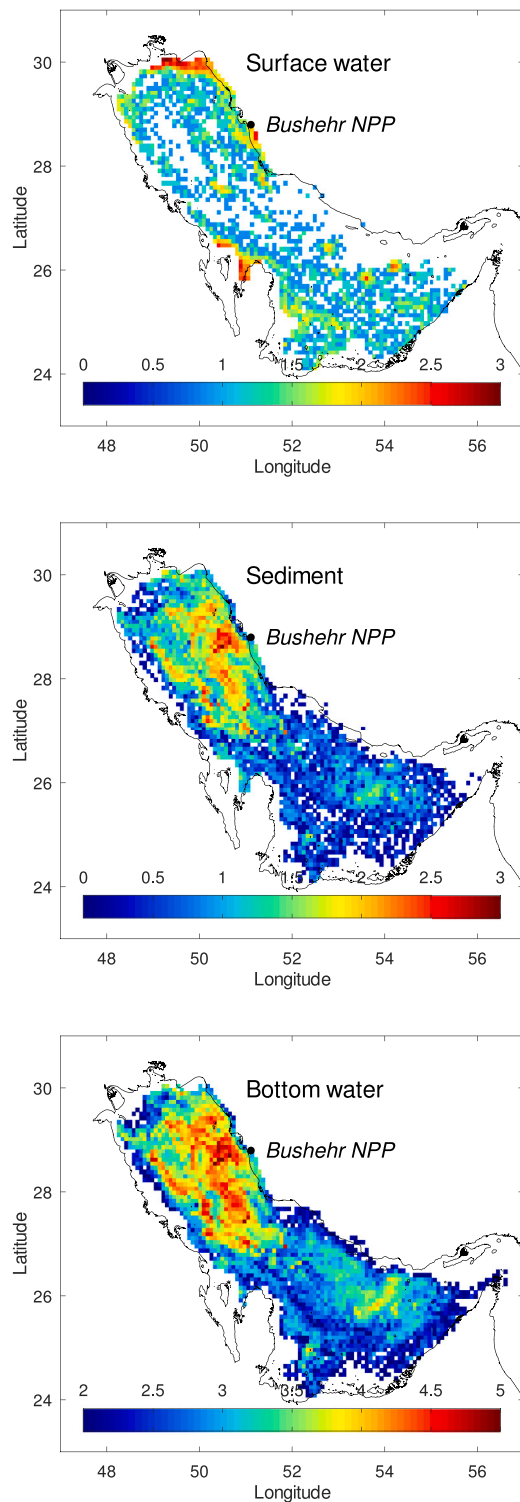 30
Surface water
Bushehr NPP
28
Latitude
26
0 0.5 1 1.5 2 2.5 3
24
48 50 52 54 56
Longitude
30
Sediment
Bushehr NPP
28
Latitude
26
0 0.5 1 1.5 2 2.5 3
24
48 50 52 54 56
Longitude
30
Bottom water
Bushehr NPP
28
Latitude
26
2 2.5 3 3.5 4 4.5 5
24
48 50 52 54 56
Longitude